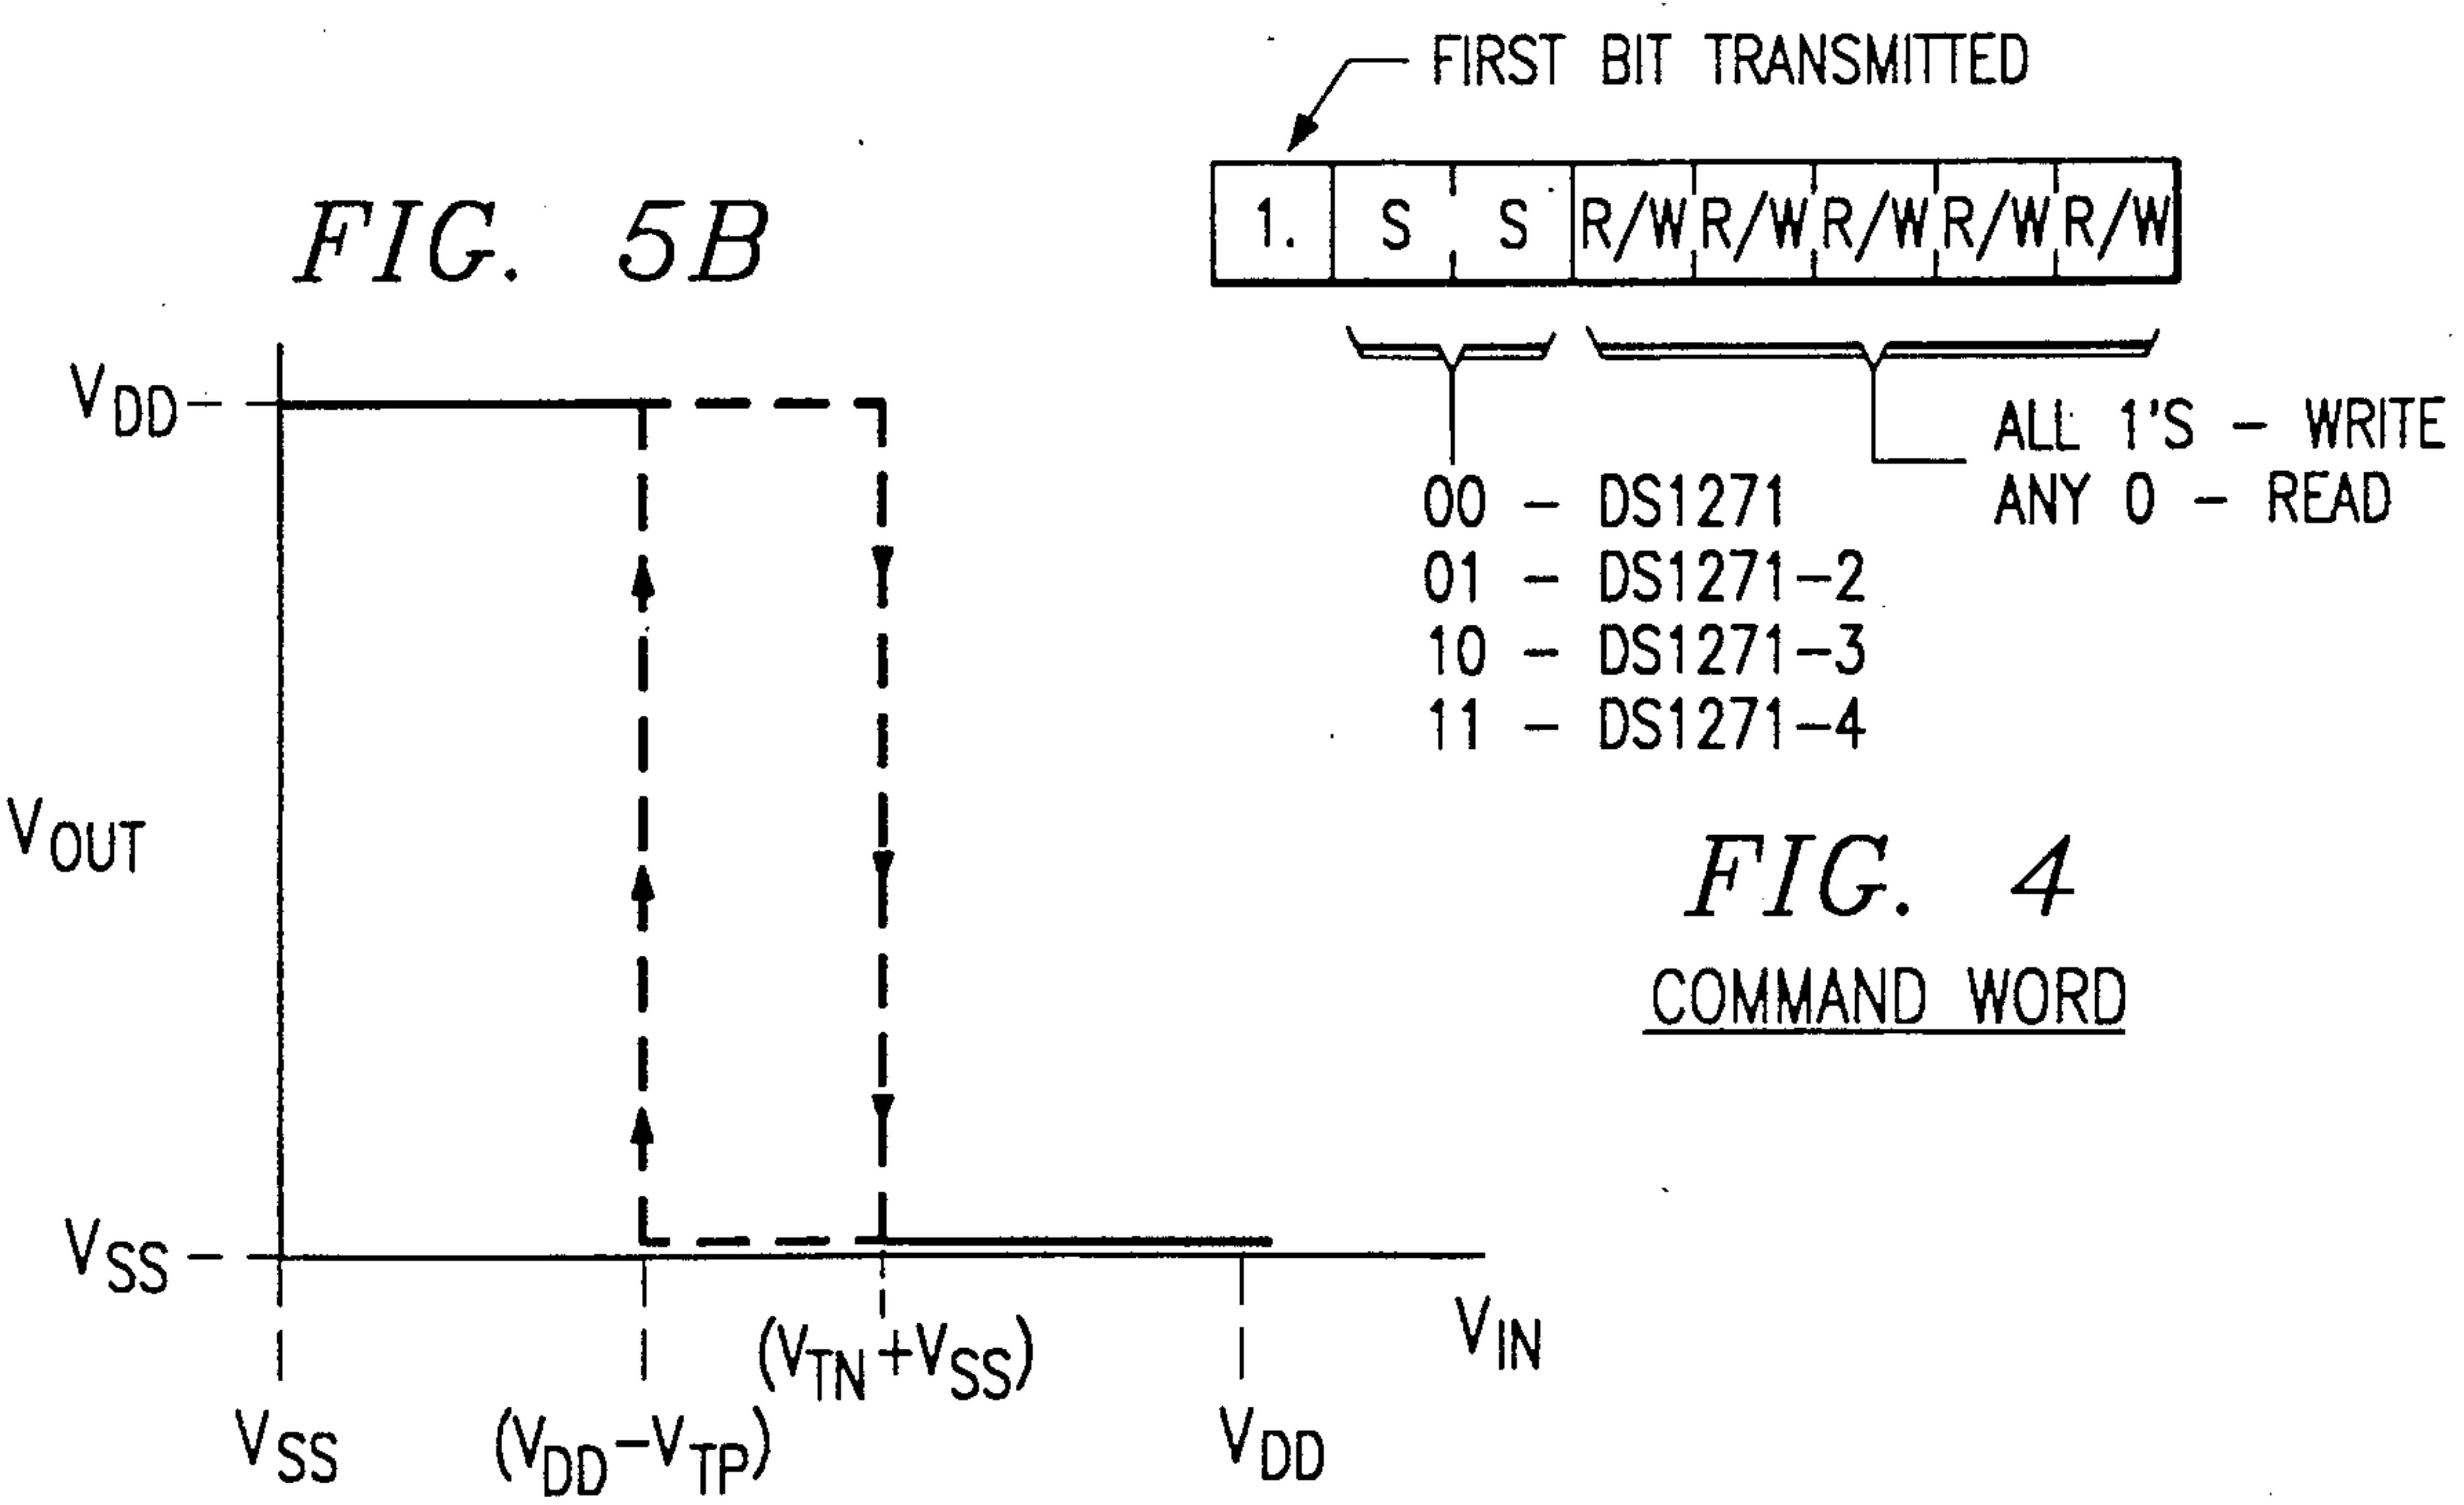 FIRST BIT TRANSMITTED
1. S S R/W R/W R/W R/W R/W
ALL 1'S – WRITE
ANY 0 – READ
00 – DS1271
01 – DS1271–2
10 – DS1271–3
11 – DS1271–4
FIG. 4
COMMAND WORD
FIG. 5B
VDD
VOUT
VSS
VIN
VSS
(VDD–VTP)
(VTN+VSS)
VDD